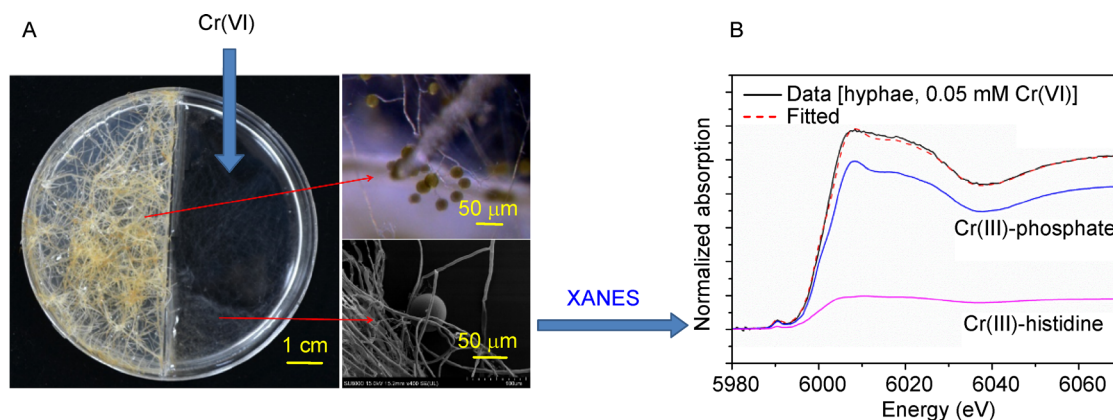 A
Cr(VI)
1 cm
50 μm
50 μm
XANES
B
Data [hyphae, 0.05 mM Cr(VI)]
Fitted
Cr(III)-phosphate
Cr(III)-histidine
Normalized absorption
5980 6000 6020 6040 6060
Energy (eV)